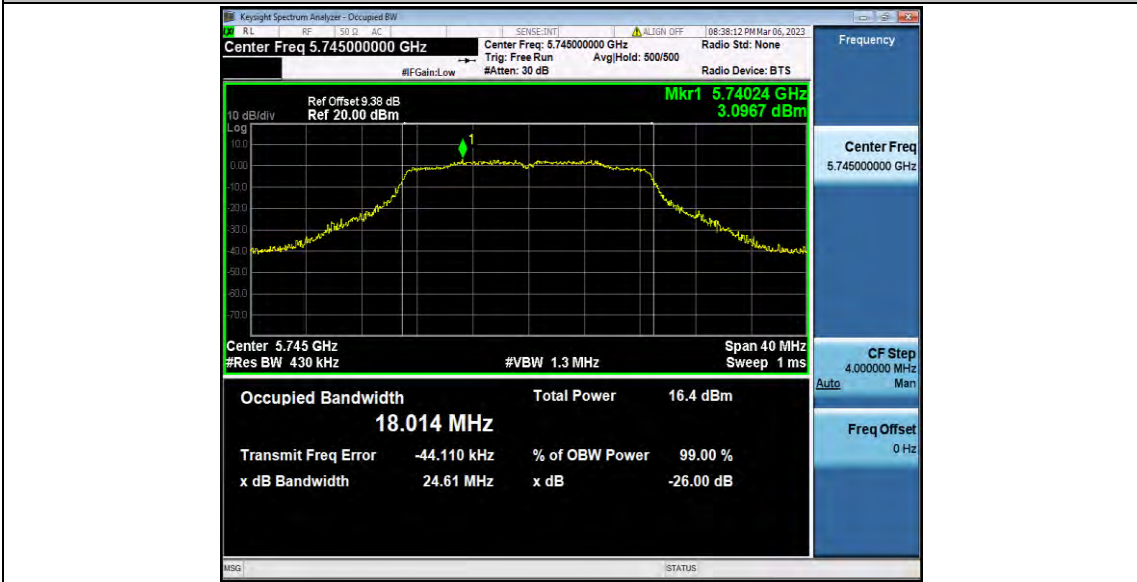 Keysight Spectrum Analyzer - Occupied BW
RL RF 50 Ω AC SENSE:INT ALIGN OFF 08:38:12 PM Mar 06, 2023
Center Freq 5.745000000 GHz
Center Freq: 5.745000000 GHz Radio Std: None
Trig: Free Run Avg|Hold: 500/500
#IFGain:Low #Atten: 30 dB Radio Device: BTS
Frequency
Mkr1 5.74024 GHz
3.0967 dBm
Ref Offset 9.38 dB
10 dB/div Ref 20.00 dBm
Log
10.0
0.00
-10.0
-20.0
-30.0
-40.0
-50.0
-60.0
-70.0
1
Center 5.745 GHz Span 40 MHz
#Res BW 430 kHz #VBW 1.3 MHz Sweep 1 ms
Center Freq
5.745000000 GHz
CF Step
4.000000 MHz
Auto Man
Freq Offset
0 Hz
Occupied Bandwidth Total Power 16.4 dBm
18.014 MHz
Transmit Freq Error -44.110 kHz % of OBW Power 99.00 %
x dB Bandwidth 24.61 MHz x dB -26.00 dB
MSG STATUS